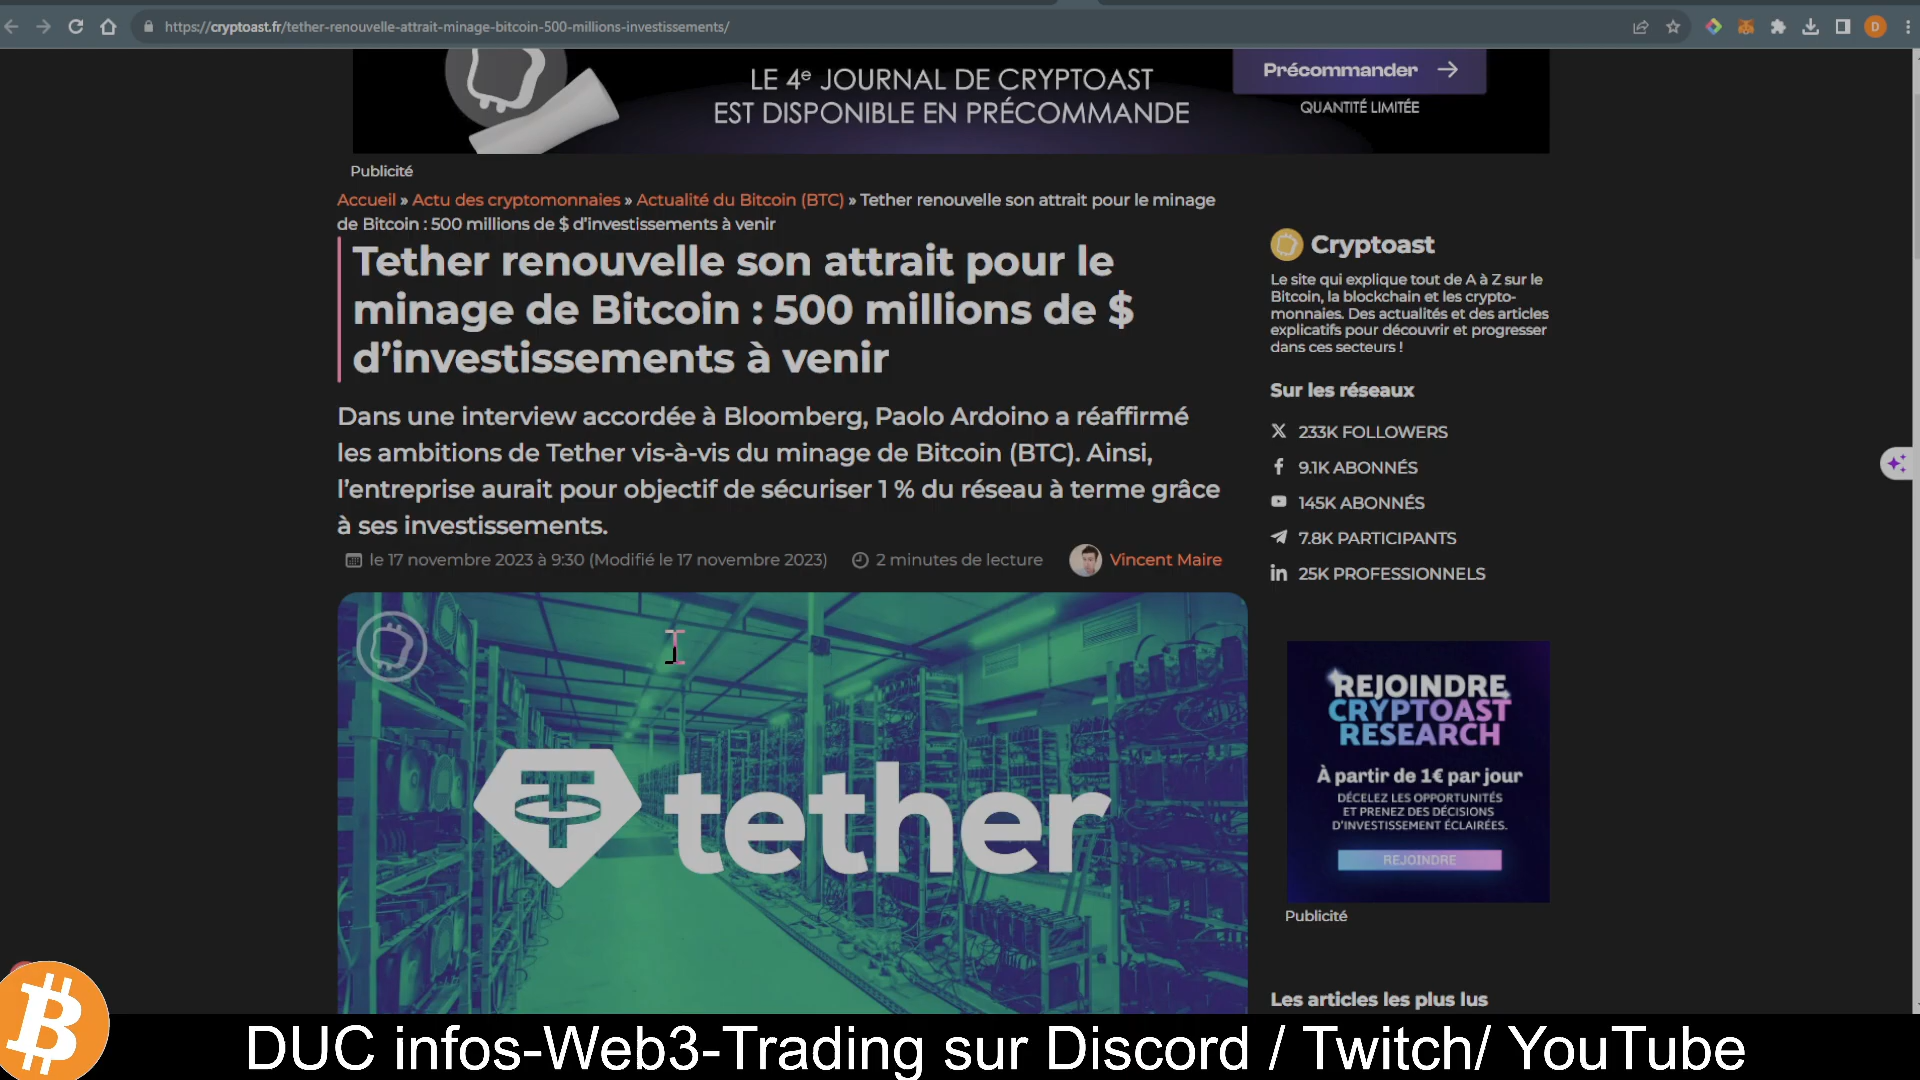 https://cryptoast.fr/tether-renouvelle-attrait-minage-bitcoin-500-millions-investissements/
D
LE 4e JOURNAL DE CRYPTOAST
EST DISPONIBLE EN PRÉCOMMANDE
Précommander →
QUANTITÉ LIMITÉE
Publicité
Accueil » Actu des cryptomonnaies » Actualité du Bitcoin (BTC) » Tether renouvelle son attrait pour le minage
de Bitcoin : 500 millions de $ d’investissements à venir
Tether renouvelle son attrait pour le
minage de Bitcoin : 500 millions de $
d’investissements à venir
Dans une interview accordée à Bloomberg, Paolo Ardoino a réaffirmé
les ambitions de Tether vis-à-vis du minage de Bitcoin (BTC). Ainsi,
l’entreprise aurait pour objectif de sécuriser 1 % du réseau à terme grâce
à ses investissements.
le 17 novembre 2023 à 9:30 (Modifié le 17 novembre 2023)
2 minutes de lecture
Vincent Maire
tether
Cryptoast
Le site qui explique tout de A à Z sur le
Bitcoin, la blockchain et les crypto-
monnaies. Des actualités et des articles
explicatifs pour découvrir et progresser
dans ces secteurs !
Sur les réseaux
233K FOLLOWERS
9.1K ABONNÉS
145K ABONNÉS
7.8K PARTICIPANTS
25K PROFESSIONNELS
REJOINDRE
CRYPTOAST
RESEARCH
À partir de 1€ par jour
DÉCELEZ LES OPPORTUNITÉS
ET PRENEZ DES DÉCISIONS
D’INVESTISSEMENT ÉCLAIRÉES.
REJOINDRE
Publicité
Les articles les plus lus
DUC infos-Web3-Trading sur Discord / Twitch/ YouTube